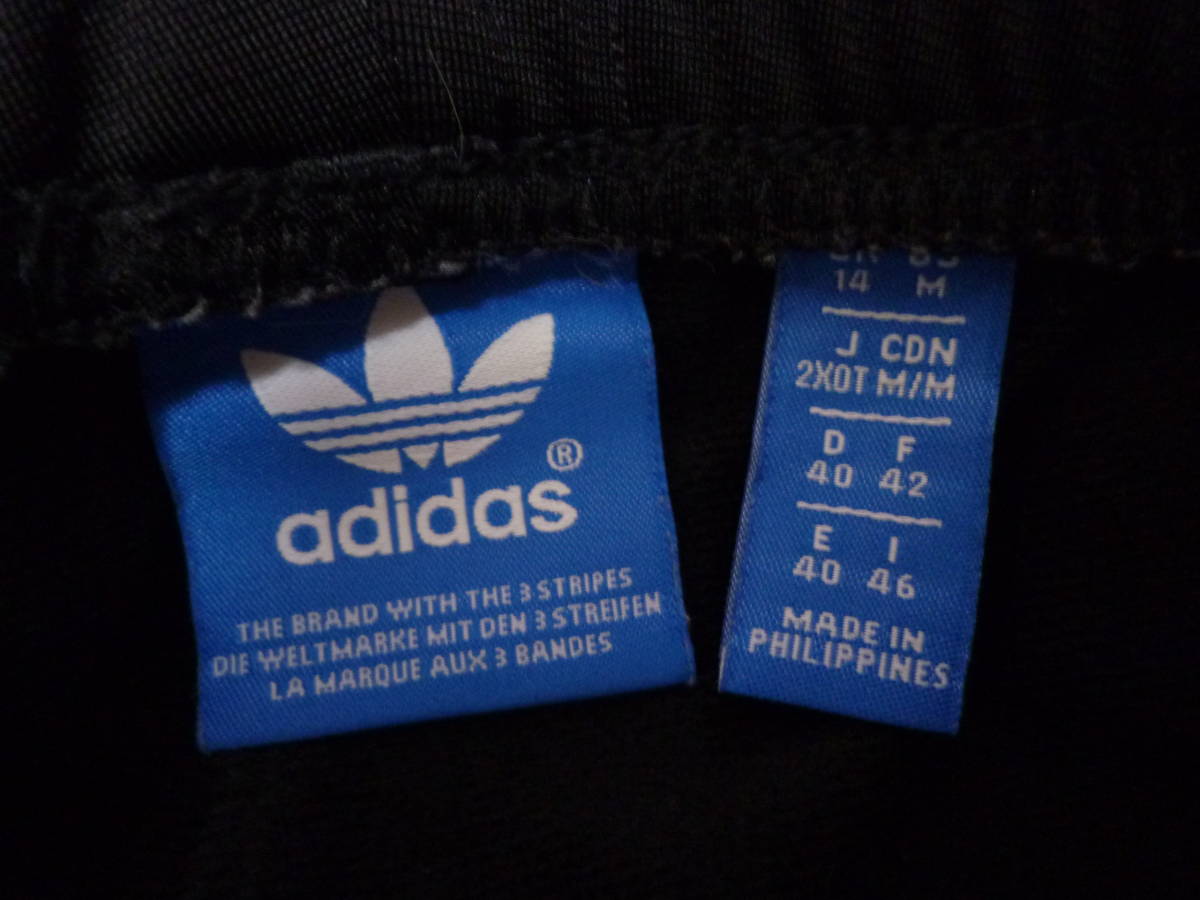 ®
adidas
THE BRAND WITH THE 3 STRIPES
DIE WELTMARKE MIT DEN 3 STREIFEN
LA MARQUE AUX 3 BANDES
14 M
J CDN
2XOT M/M
D F
40 42
E I
40 46
MADE IN
PHILIPPINES